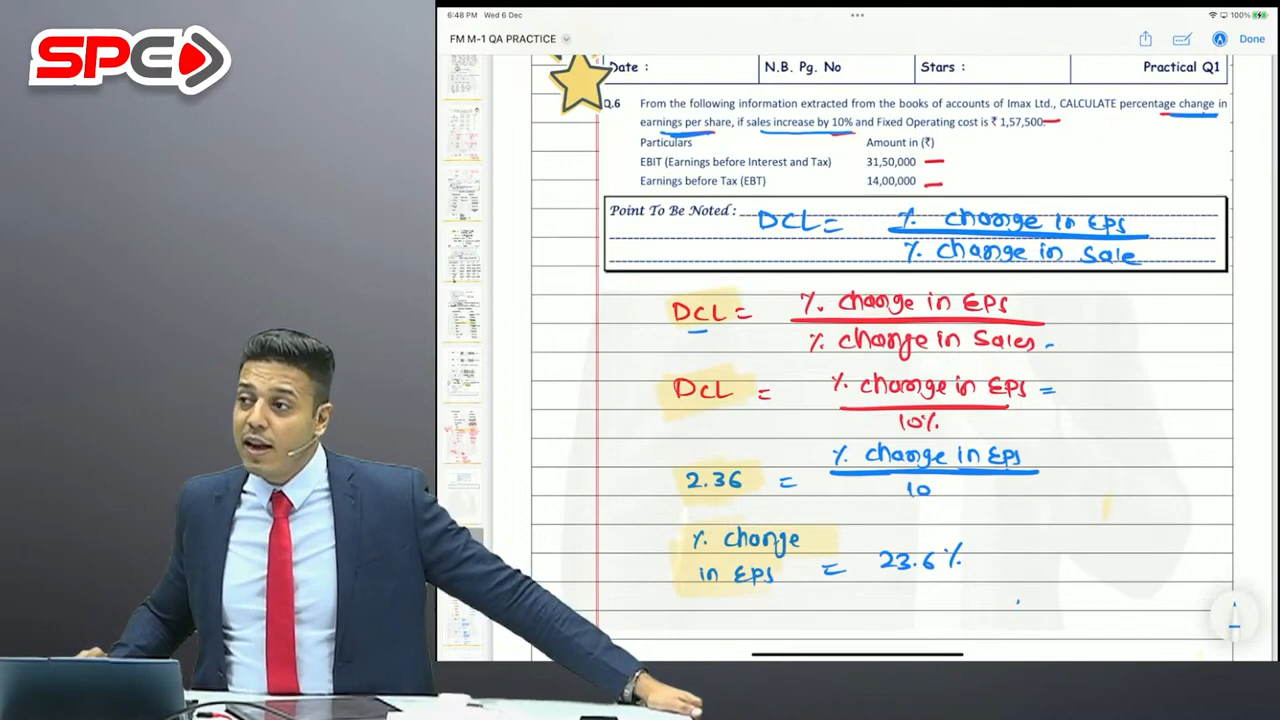 6:48 PM Wed 6 Dec
100%
SPC
FM M-1 QA PRACTICE
Done
Date :
N.B. Pg. No
Stars :
Practical Q1
Q.6 From the following information extracted from the books of accounts of Imax Ltd., CALCULATE percentage change in
earnings per share, if sales increase by 10% and Fixed Operating cost is ₹ 1,57,500.
Particulars Amount in (₹)
EBIT (Earnings before Interest and Tax) 31,50,000
Earnings before Tax (EBT) 14,00,000
Point To Be Noted :
DCL = % change in EPS
% change in Sale
DCL = % change in EPS
% change in Sales
DCL = % change in EPS =
10%
2.36 = % change in EPS
10
% change
in EPS = 23.6%